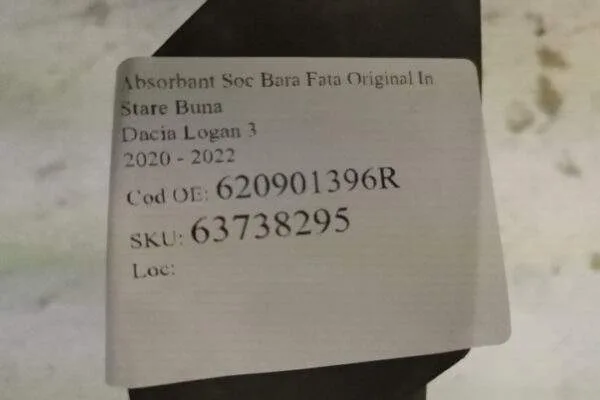 Absorbant Soc Bara Fata Original In
Stare Buna
Dacia Logan 3
2020 - 2022
Cod OE: 620901396R
SKU: 63738295
Loc: